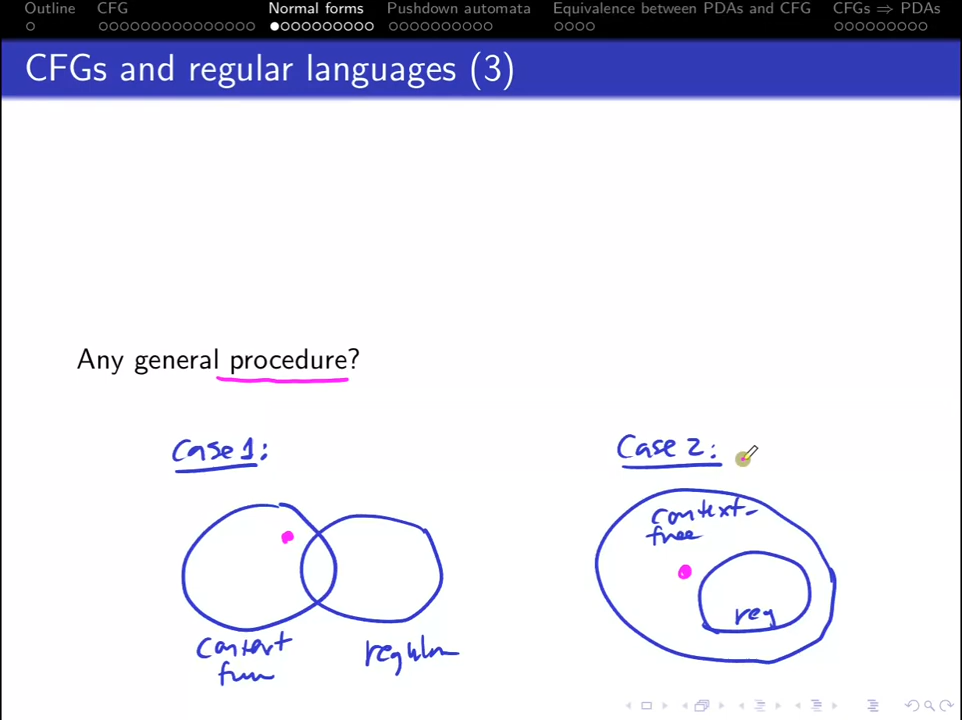 Outline CFG Normal forms Pushdown automata Equivalence between PDAs and CFG CFGs ⇒ PDAs
CFGs and regular languages (3)
Any general procedure?
Case 1: Case 2:
context-
free
reg
context regular
free